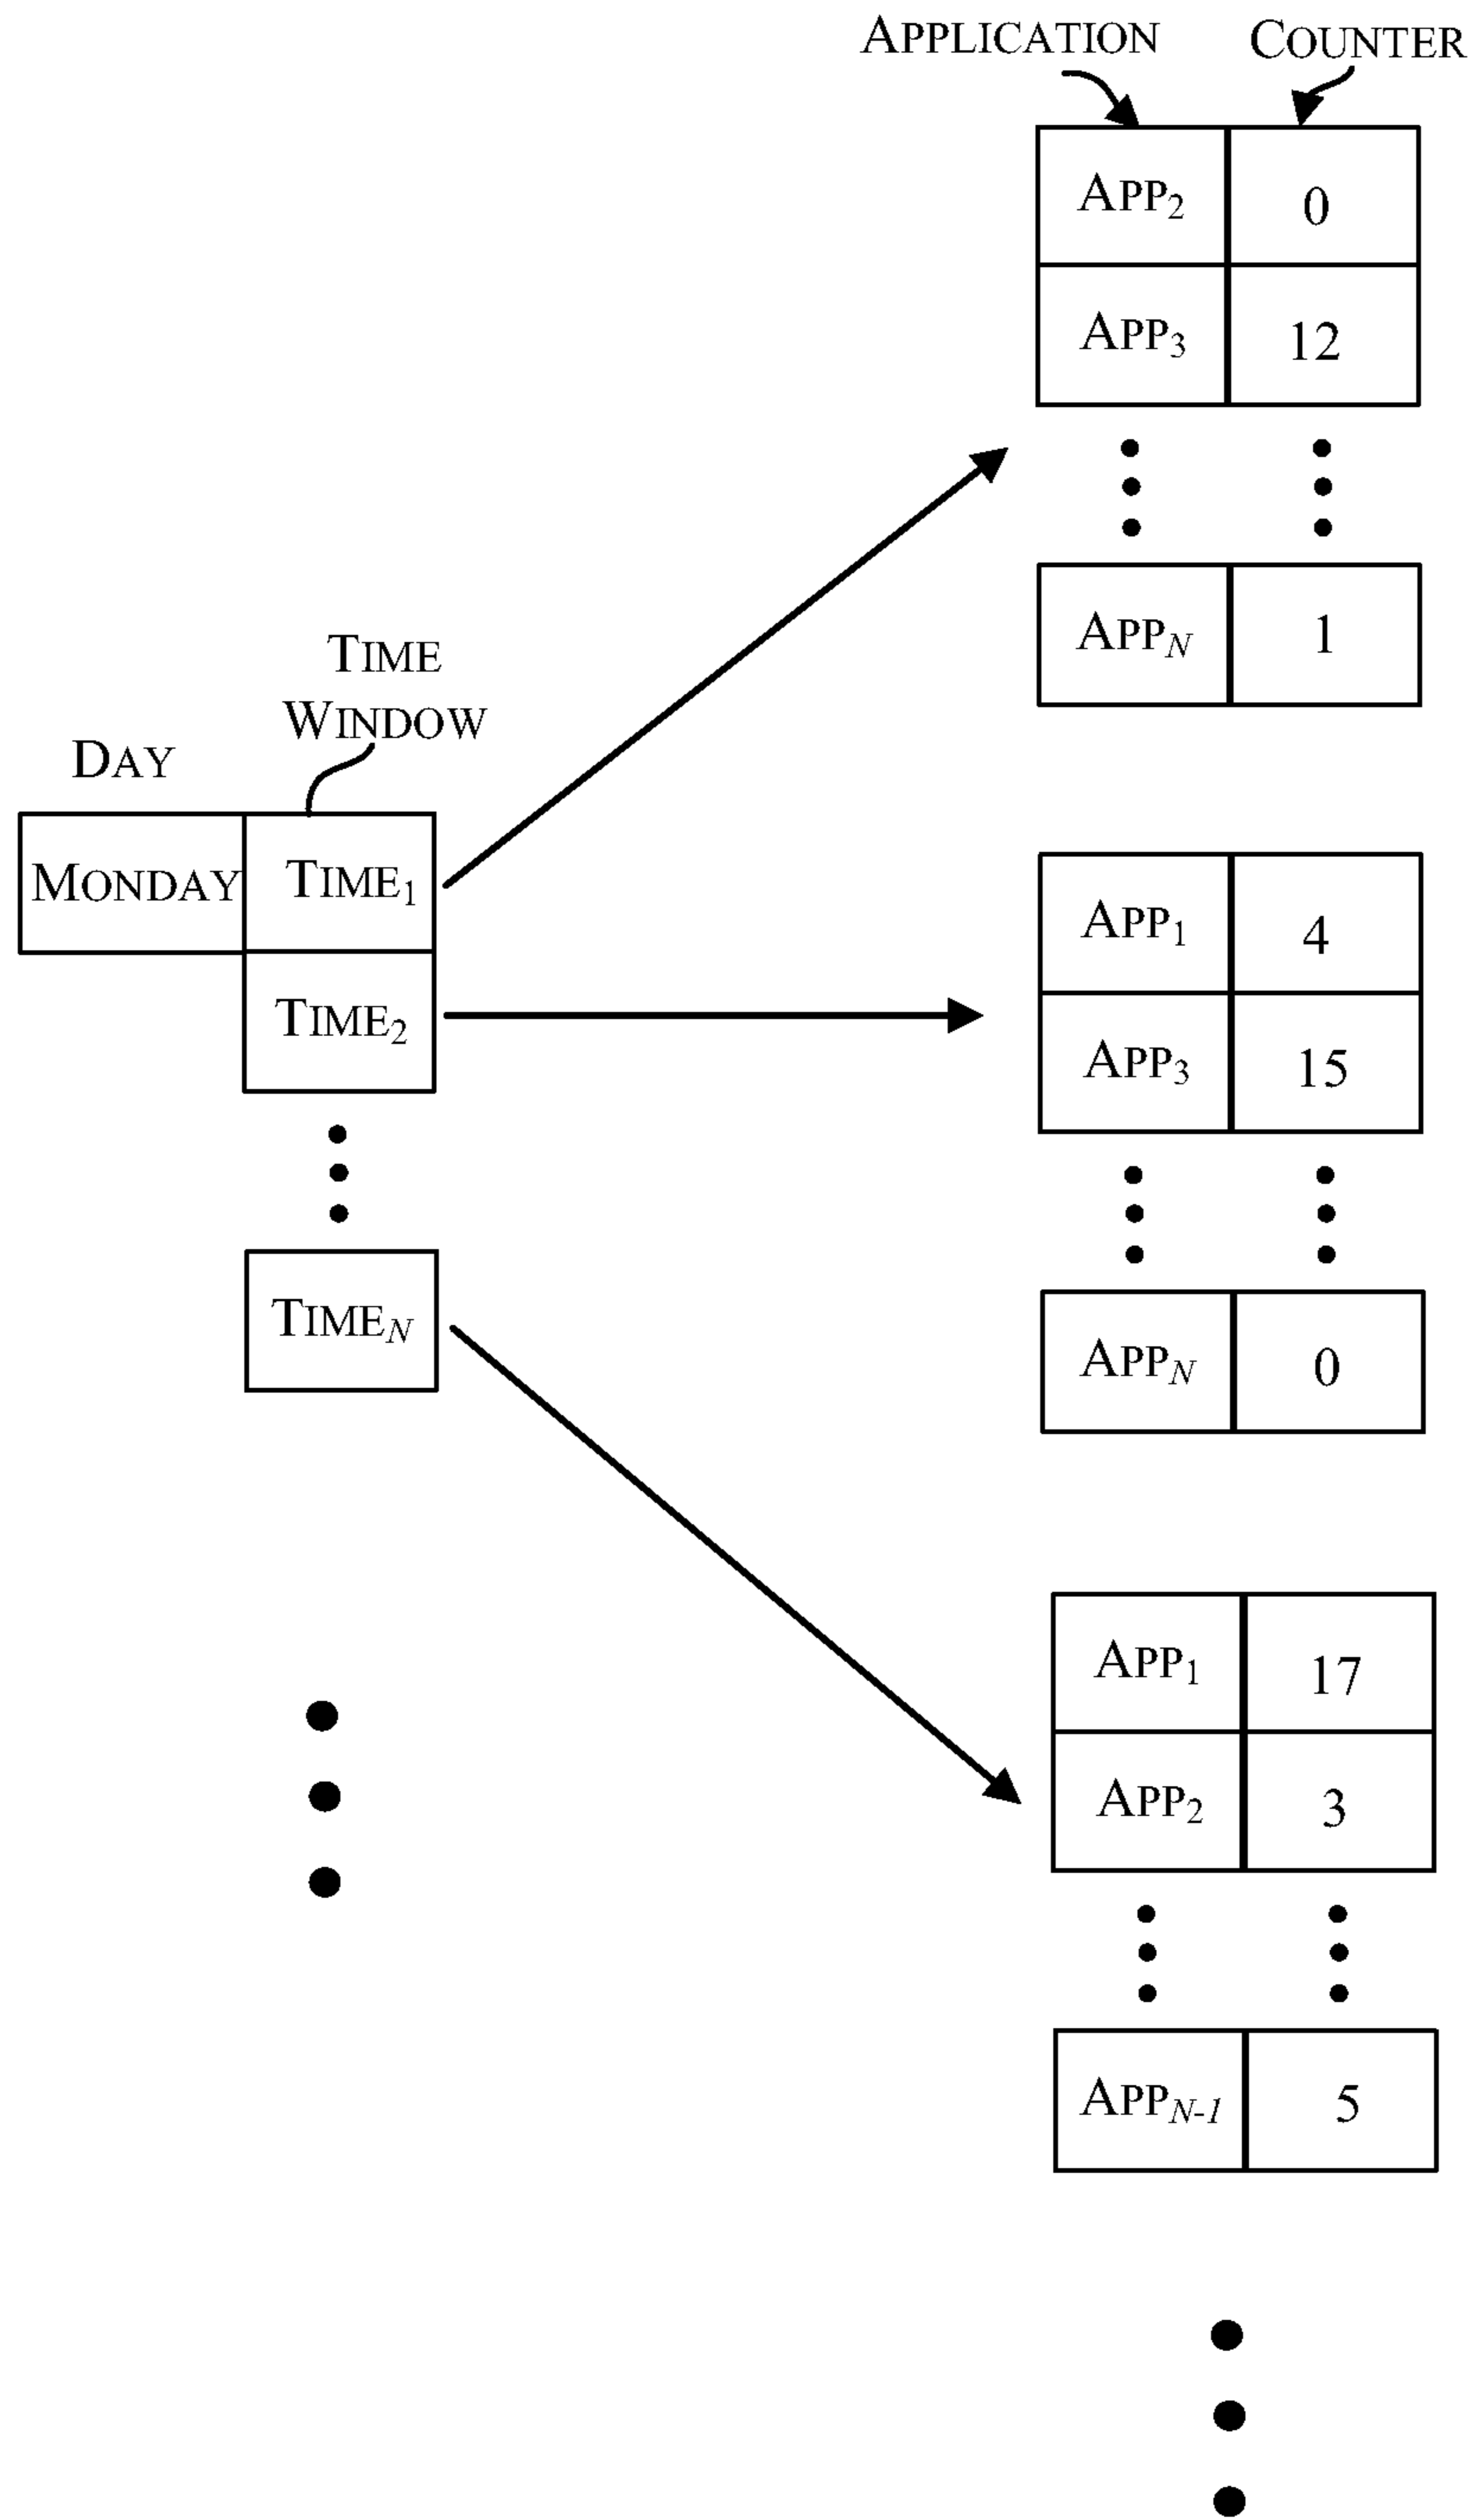 APPLICATION COUNTER
APP2 0
APP3 12
APPN 1
TIME
WINDOW
DAY
MONDAY TIME1
TIME2
TIMEN
APP1 4
APP3 15
APPN 0
APP1 17
APP2 3
APPN-1 5